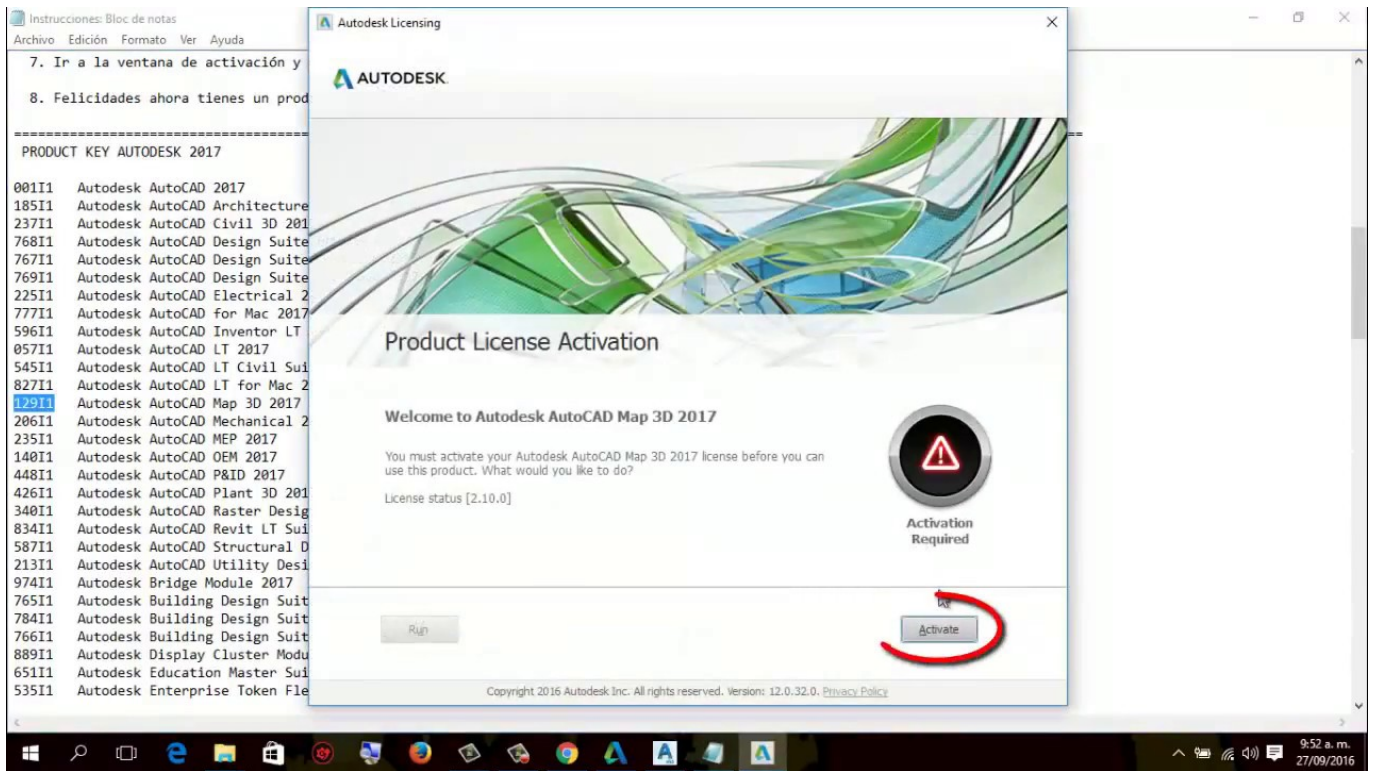 Instrucciones: Bloc de notas
Archivo Edición Formato Ver Ayuda
7. Ir a la ventana de activación y
8. Felicidades ahora tienes un prod
PRODUCT KEY AUTODESK 2017
001I1 Autodesk AutoCAD 2017
185I1 Autodesk AutoCAD Architecture
237I1 Autodesk AutoCAD Civil 3D 201
768I1 Autodesk AutoCAD Design Suite
767I1 Autodesk AutoCAD Design Suite
769I1 Autodesk AutoCAD Design Suite
225I1 Autodesk AutoCAD Electrical 2
777I1 Autodesk AutoCAD for Mac 2017
596I1 Autodesk AutoCAD Inventor LT
057I1 Autodesk AutoCAD LT 2017
545I1 Autodesk AutoCAD LT Civil Sui
827I1 Autodesk AutoCAD LT for Mac 2
129I1 Autodesk AutoCAD Map 3D 2017
206I1 Autodesk AutoCAD Mechanical 2
235I1 Autodesk AutoCAD MEP 2017
140I1 Autodesk AutoCAD OEM 2017
448I1 Autodesk AutoCAD P&ID 2017
426I1 Autodesk AutoCAD Plant 3D 201
340I1 Autodesk AutoCAD Raster Desig
834I1 Autodesk AutoCAD Revit LT Sui
587I1 Autodesk AutoCAD Structural D
213I1 Autodesk AutoCAD Utility Desi
974I1 Autodesk Bridge Module 2017
765I1 Autodesk Building Design Suit
784I1 Autodesk Building Design Suit
766I1 Autodesk Building Design Suit
889I1 Autodesk Display Cluster Modu
651I1 Autodesk Education Master Sui
535I1 Autodesk Enterprise Token Fle
Autodesk Licensing
AUTODESK.
Product License Activation
Welcome to Autodesk AutoCAD Map 3D 2017
You must activate your Autodesk AutoCAD Map 3D 2017 license before you can
use this product. What would you like to do?
License status [2.10.0]
Activation
Required
Run
Activate
Copyright 2016 Autodesk Inc. All rights reserved. Version: 12.0.32.0. Privacy Policy
9:52 a. m.
27/09/2016